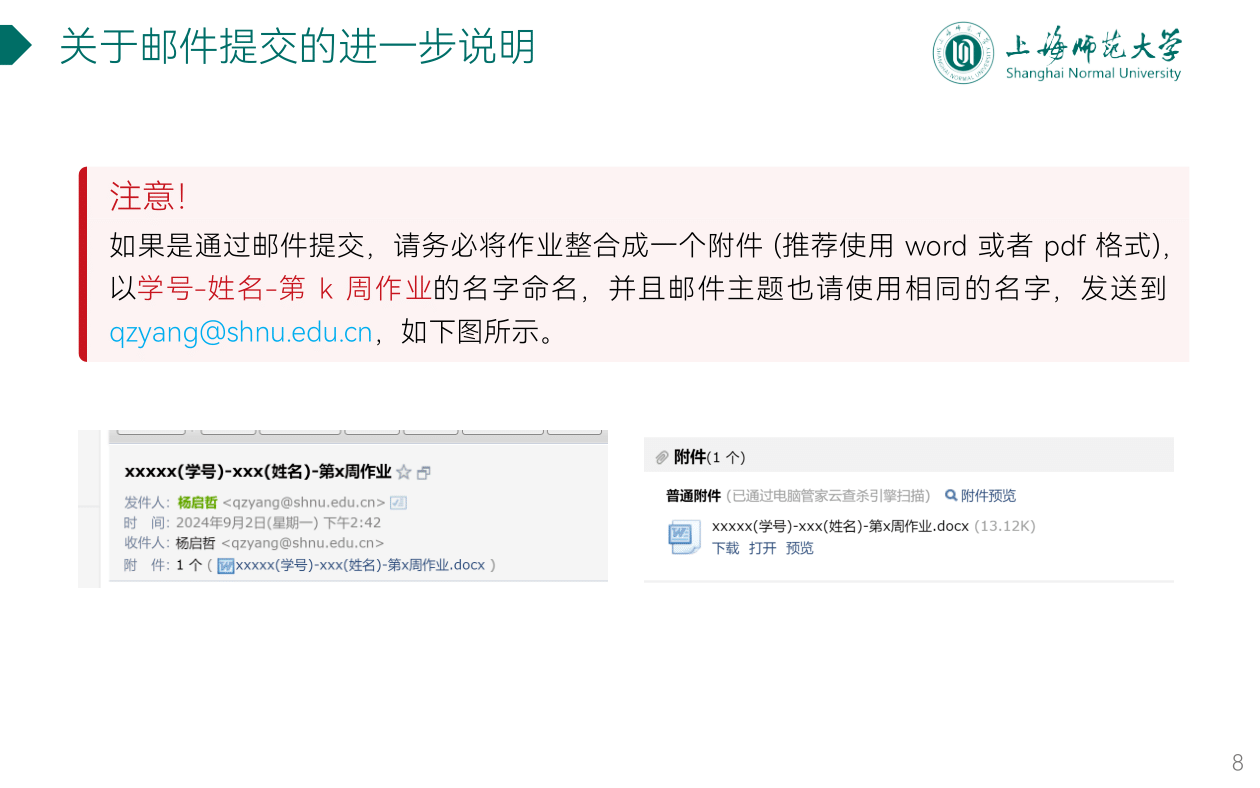 关于邮件提交的进一步说明
上海师范大学
Shanghai Normal University
注意!
如果是通过邮件提交，请务必将作业整合成一个附件 (推荐使用 word 或者 pdf 格式),
以学号-姓名-第 k 周作业的名字命名，并且邮件主题也请使用相同的名字，发送到
qzyang@shnu.edu.cn，如下图所示。
xxxxx(学号)-xxx(姓名)-第x周作业
发件人：杨启哲 <qzyang@shnu.edu.cn>
时　间：2024年9月2日(星期一) 下午2:42
收件人：杨启哲 <qzyang@shnu.edu.cn>
附　件：1 个 ( xxxxx(学号)-xxx(姓名)-第x周作业.docx )
附件(1 个)
普通附件 (已通过电脑管家云查杀引擎扫描) 附件预览
xxxxx(学号)-xxx(姓名)-第x周作业.docx (13.12K)
下载 打开 预览
8